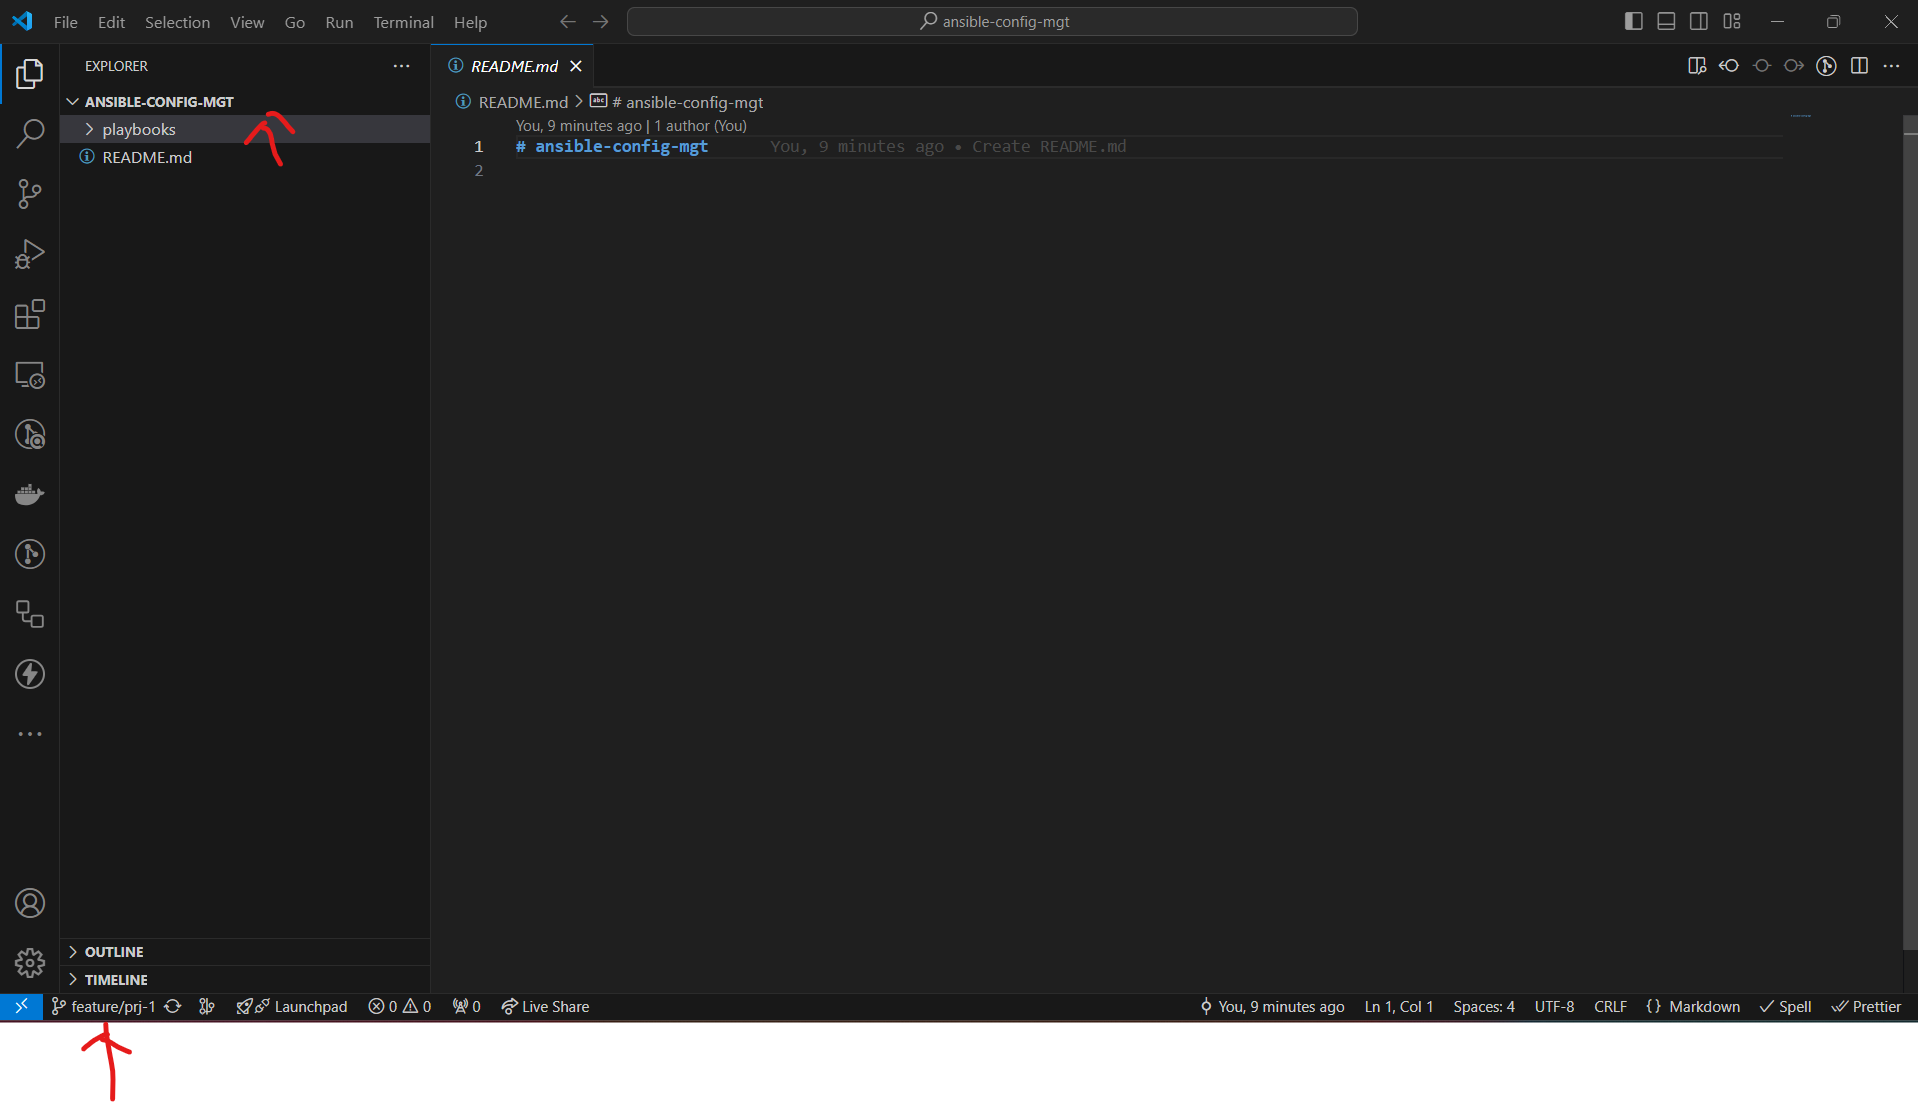 File Edit Selection View Go Run Terminal Help ansible-config-mgt
EXPLORER
README.md
ANSIBLE-CONFIG-MGT
playbooks
README.md
README.md > # ansible-config-mgt
You, 9 minutes ago | 1 author (You)
1 # ansible-config-mgt You, 9 minutes ago • Create README.md
2
OUTLINE
TIMELINE
feature/prj-1 Launchpad 0 0 0 Live Share You, 9 minutes ago Ln 1, Col 1 Spaces: 4 UTF-8 CRLF {} Markdown Spell Prettier